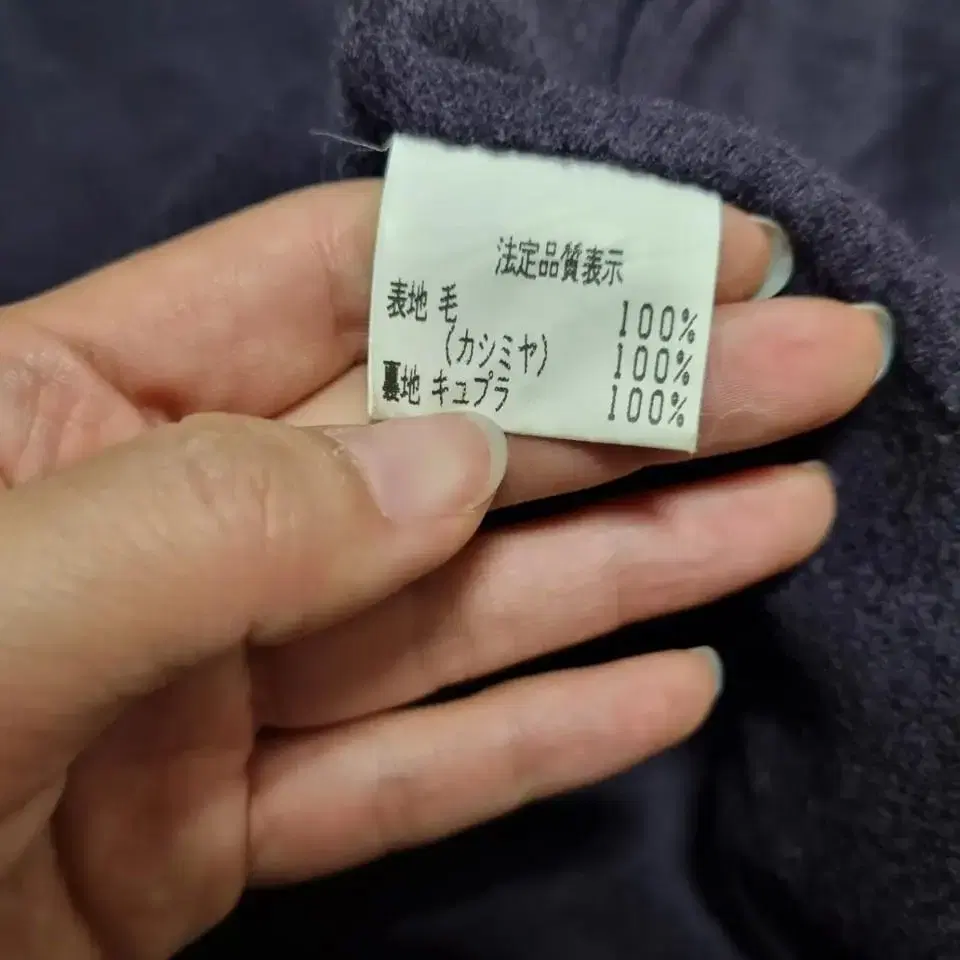 法定品質表示
表地 毛 100%
(カシミヤ) 100%
裏地 キュプラ 100%